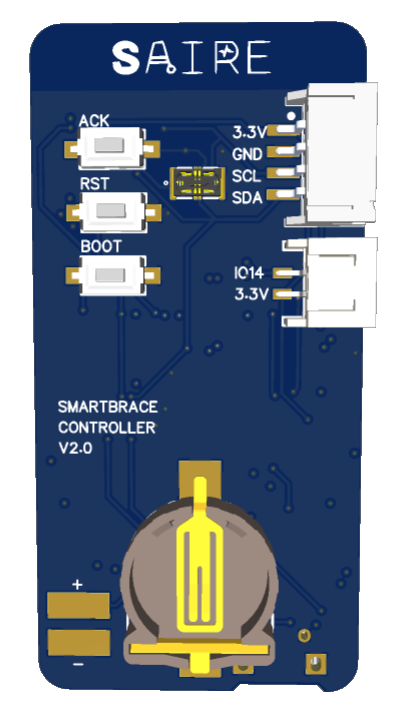 SAIRE
ACK
RST
BOOT
3.3V
GND
SCL
SDA
IO14
3.3V
SMARTBRACE
CONTROLLER
V2.0
+
−